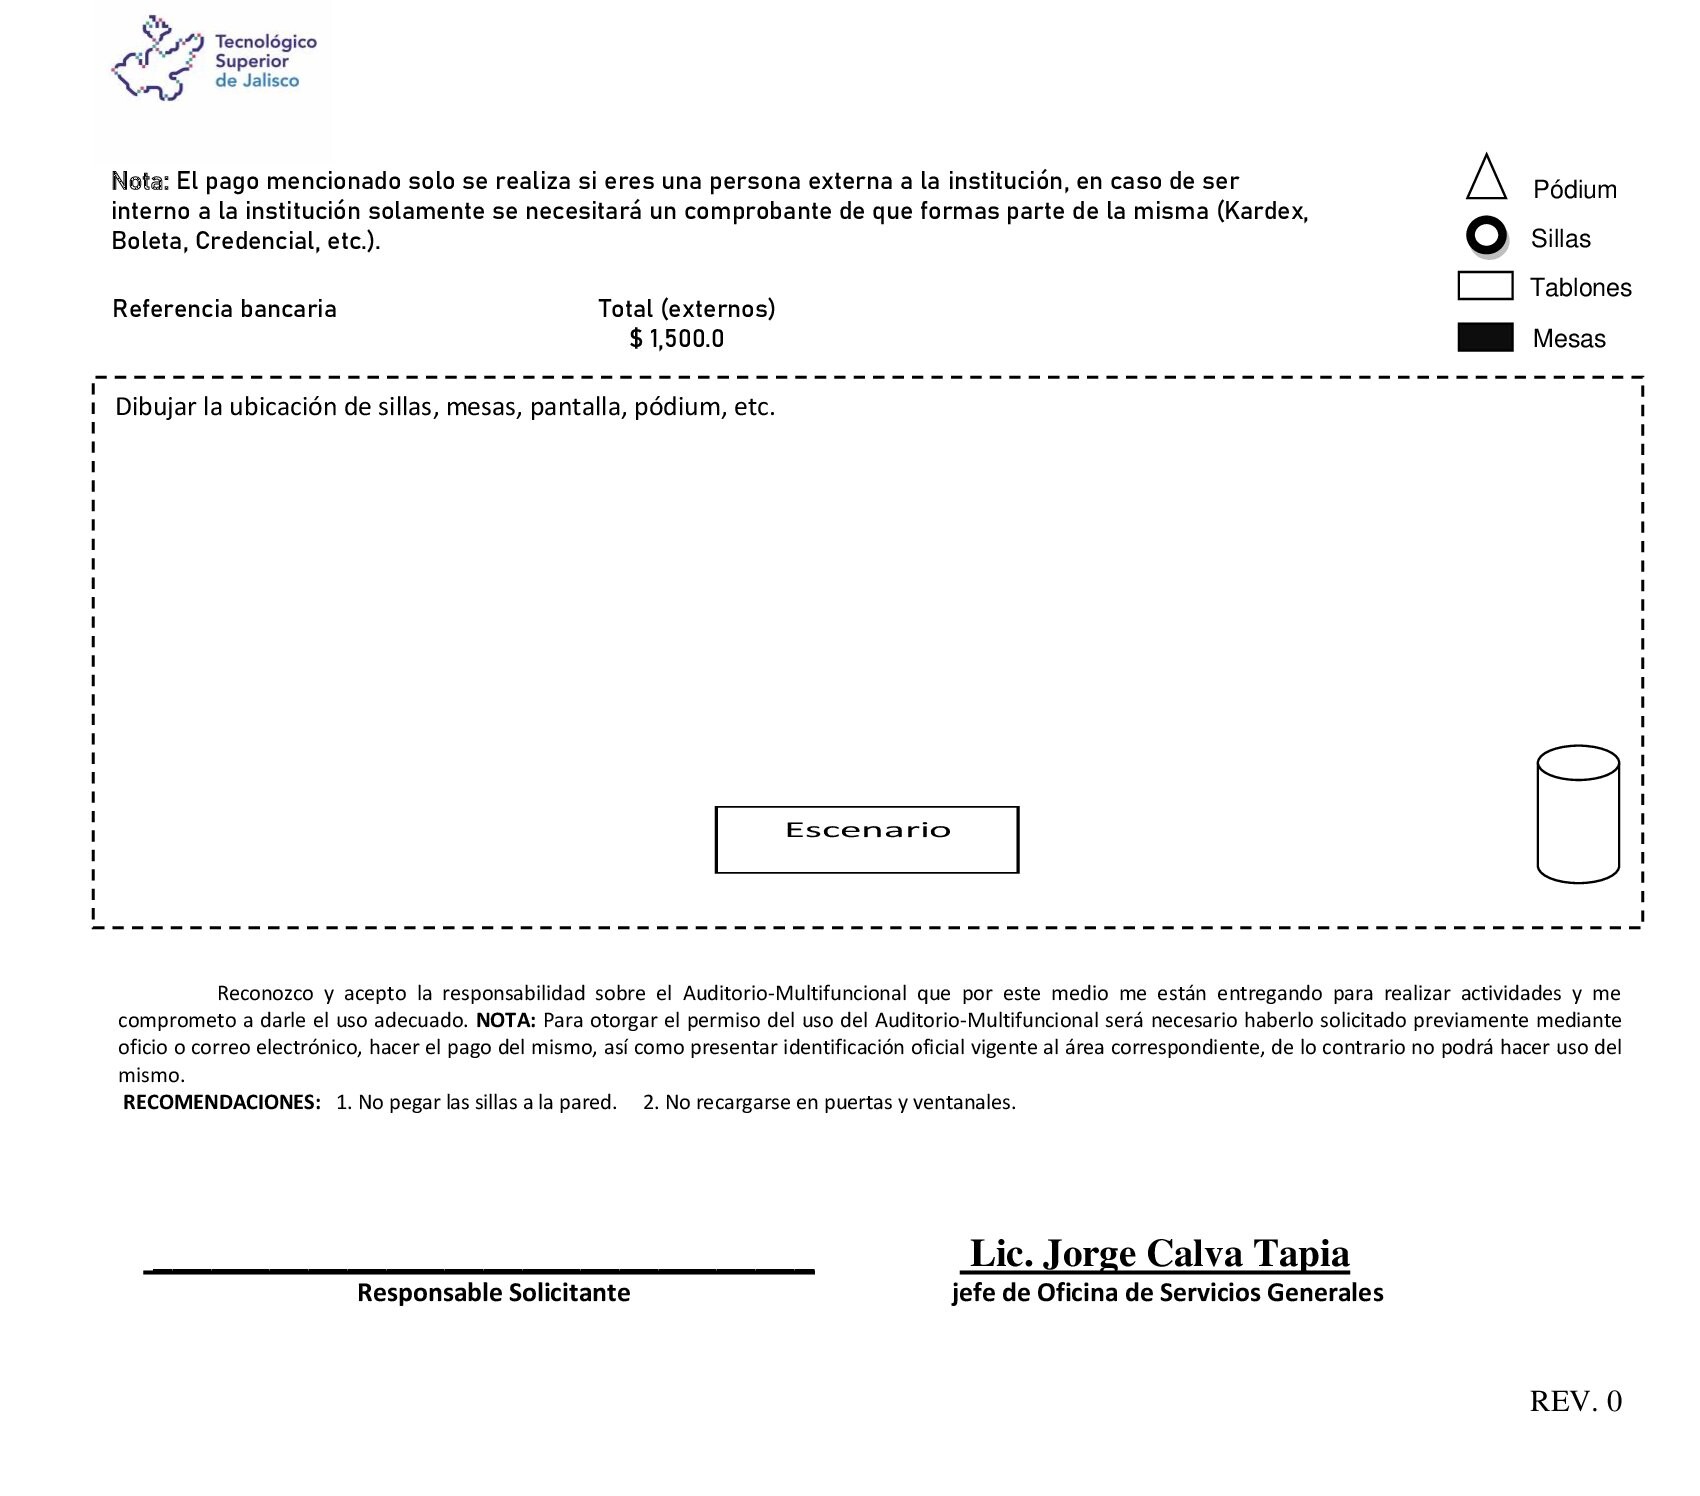 Tecnológico
Superior
de Jalisco
Nota: El pago mencionado solo se realiza si eres una persona externa a la institución, en caso de ser
interno a la institución solamente se necesitará un comprobante de que formas parte de la misma (Kardex,
Boleta, Credencial, etc.).
Pódium
Sillas
Tablones
Mesas
Referencia bancaria Total (externos)
$ 1,500.0
Dibujar la ubicación de sillas, mesas, pantalla, pódium, etc.
Escenario
Reconozco y acepto la responsabilidad sobre el Auditorio-Multifuncional que por este medio me están entregando para realizar actividades y me
comprometo a darle el uso adecuado. NOTA: Para otorgar el permiso del uso del Auditorio-Multifuncional será necesario haberlo solicitado previamente mediante
oficio o correo electrónico, hacer el pago del mismo, así como presentar identificación oficial vigente al área correspondiente, de lo contrario no podrá hacer uso del
mismo.
RECOMENDACIONES: 1. No pegar las sillas a la pared. 2. No recargarse en puertas y ventanales.
Lic. Jorge Calva Tapia
Responsable Solicitante jefe de Oficina de Servicios Generales
REV. 0